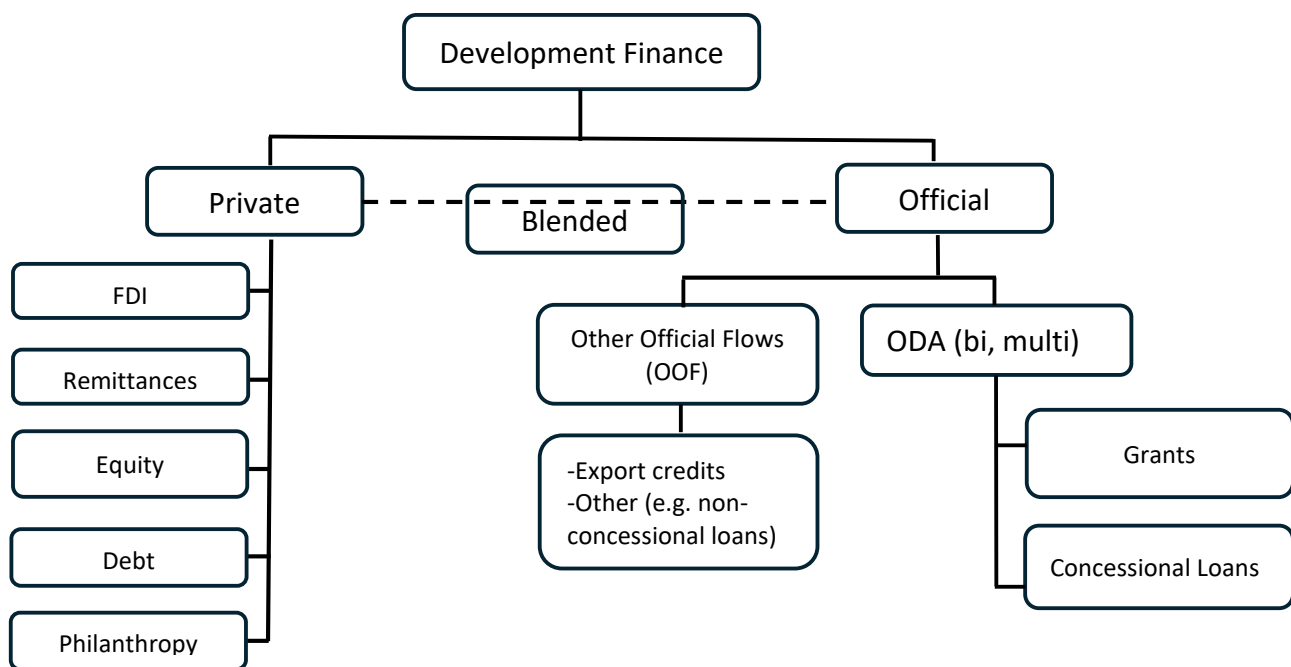 Development Finance
Private
Blended
Official
FDI
Remittances
Equity
Debt
Philanthropy
Other Official Flows
(OOF)
-Export credits
-Other (e.g. non-
concessional loans)
ODA (bi, multi)
Grants
Concessional Loans